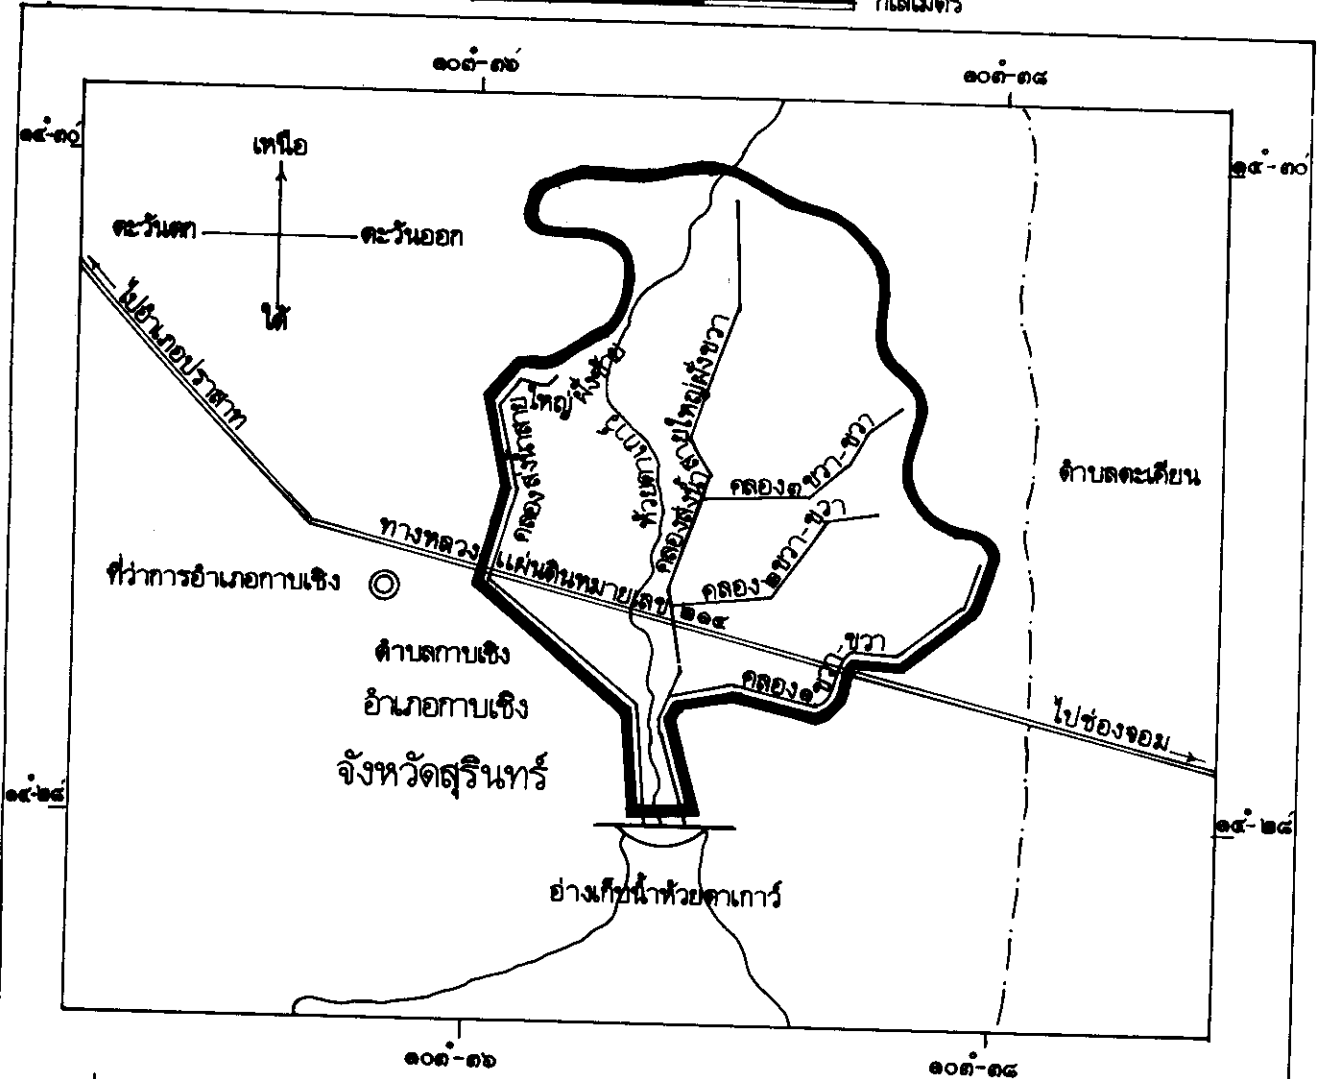 กิโลเมตร
๑๐๓°-๓๖'
๑๐๓°-๓๘'
๑๔°-๓๐'
๑๔°-๓๐'
เหนือ
ตะวันตก
ตะวันออก
ใต้
ไปอำเภอปราสาท
คลองส่งน้ำสายใหญ่ฝั่งซ้าย
คลองส่งน้ำสายใหญ่ฝั่งขวา
คลอง๓ขวา-ขวา
ตำบลตะเคียน
คลอง๒ขวา-ขวา
ทางหลวงแผ่นดินหมายเลข ๒๑๔
ที่ว่าการอำเภอกาบเชิง
คลอง๑ขวา-ขวา
ตำบลกาบเชิง
อำเภอกาบเชิง
จังหวัดสุรินทร์
ไปช่องจอม
๑๔°-๒๘'
๑๔°-๒๘'
อ่างเก็บน้ำห้วยตาเกาว์
๑๐๓°-๓๖'
๑๐๓°-๓๘'